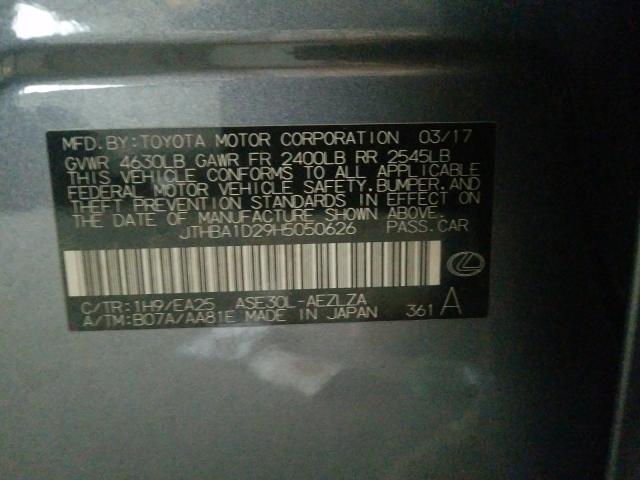 MFD. BY: TOYOTA MOTOR CORPORATION 03/17
GVWR 4630LB GAWR FR 2400LB RR 2545LB
THIS VEHICLE CONFORMS TO ALL APPLICABLE
FEDERAL MOTOR VEHICLE SAFETY, BUMPER, AND
THEFT PREVENTION STANDARDS IN EFFECT ON
THE DATE OF MANUFACTURE SHOWN ABOVE.
JTHBA1D29H5050626 PASS. CAR
C/TR: 1H9/EA25 ASE30L-AEZLZA
A/TM: B07A/AA81E MADE IN JAPAN 361 A